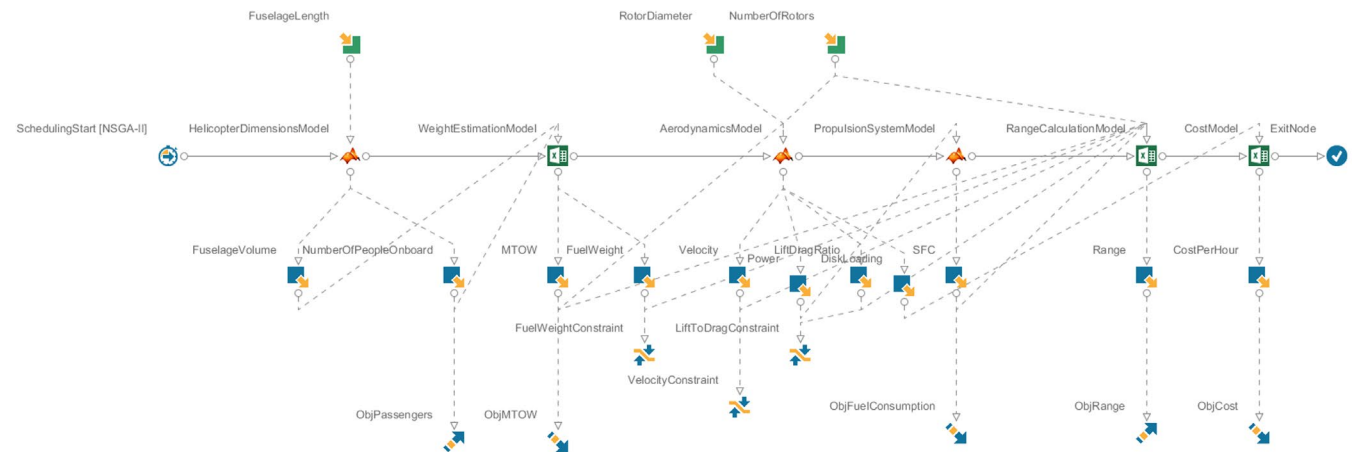 FuselageLength
RotorDiameter
NumberOfRotors
SchedulingStart [NSGA-II]
HelicopterDimensionsModel
WeightEstimationModel
AerodynamicsModel
PropulsionSystemModel
RangeCalculationModel
CostModel
ExitNode
FuselageVolume
NumberOfPeopleOnboard
MTOW
FuelWeight
Velocity
Power
LiftDragRatio
DiskLoading
SFC
Range
CostPerHour
FuelWeightConstraint
LiftToDragConstraint
VelocityConstraint
ObjPassengers
ObjMTOW
ObjFuelConsumption
ObjRange
ObjCost